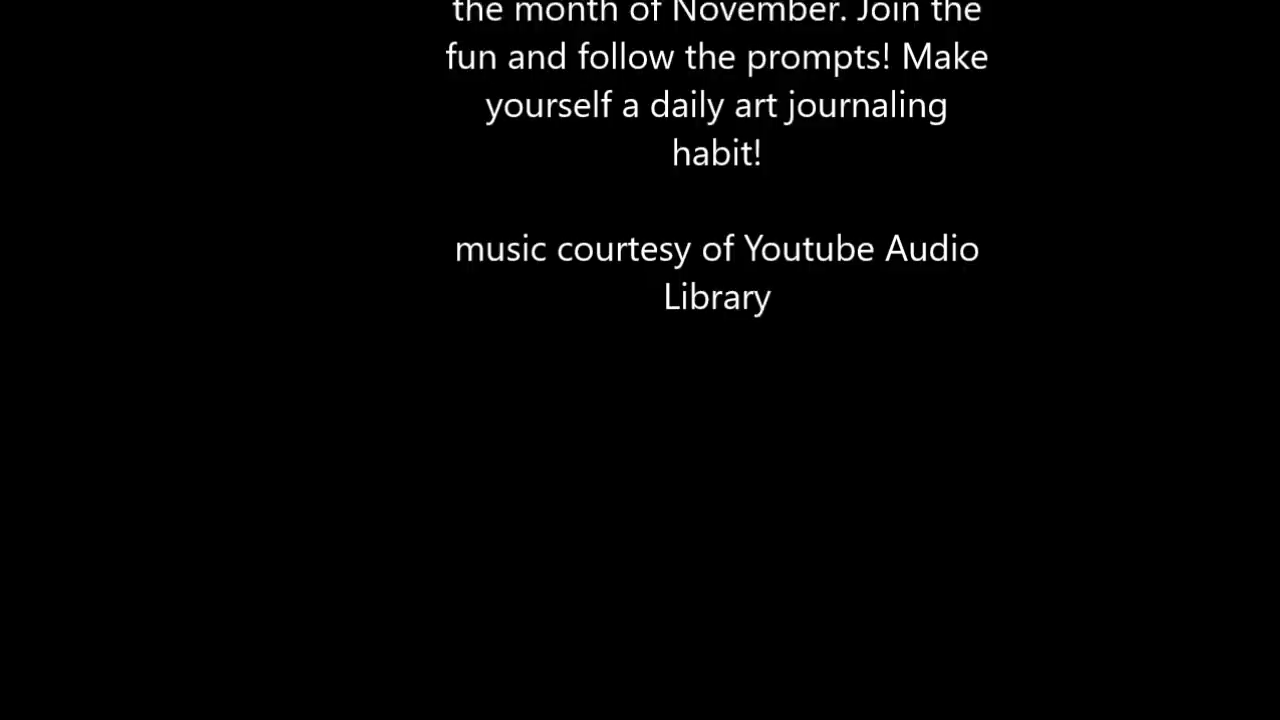 the month of November. Join the
fun and follow the prompts! Make
yourself a daily art journaling
habit!
music courtesy of Youtube Audio
Library